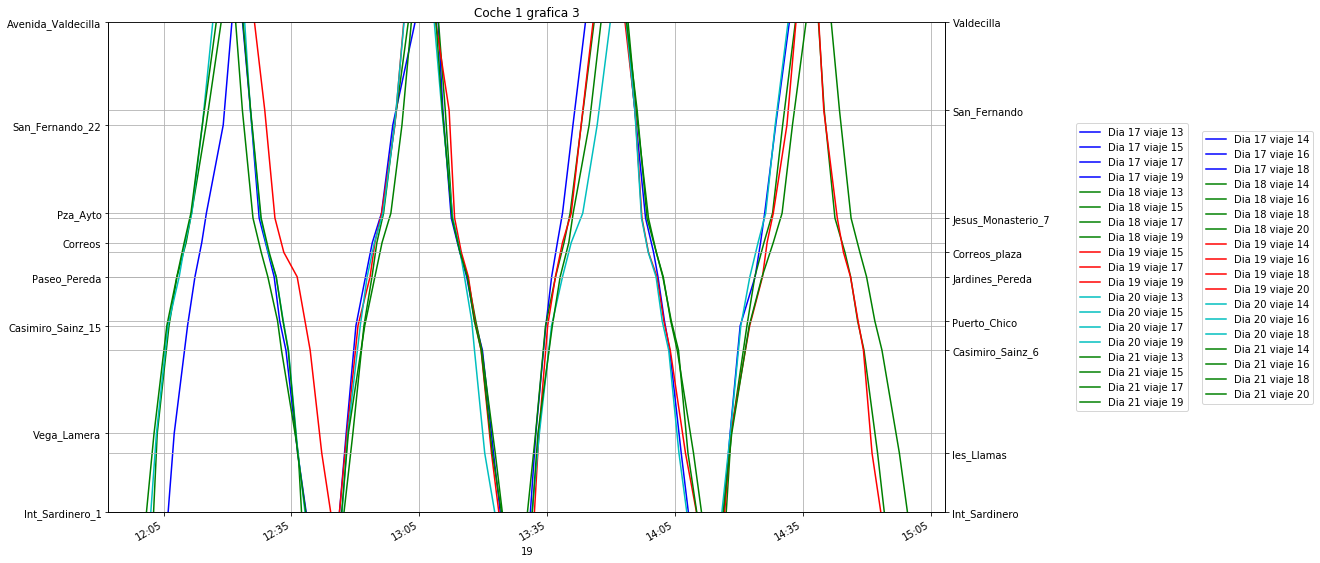 Coche 1 grafica 3
Avenida_Valdecilla
San_Fernando_22
Pza_Ayto
Correos
Paseo_Pereda
Casimiro_Sainz_15
Vega_Lamera
Int_Sardinero_1
Valdecilla
San_Fernando
Jesus_Monasterio_7
Correos_plaza
Jardines_Pereda
Puerto_Chico
Casimiro_Sainz_6
Ies_Llamas
Int_Sardinero
12:05
12:35
13:05
13:35
14:05
14:35
15:05
19
Dia 17 viaje 13
Dia 17 viaje 15
Dia 17 viaje 17
Dia 17 viaje 19
Dia 18 viaje 13
Dia 18 viaje 15
Dia 18 viaje 17
Dia 18 viaje 19
Dia 19 viaje 15
Dia 19 viaje 17
Dia 19 viaje 19
Dia 20 viaje 13
Dia 20 viaje 15
Dia 20 viaje 17
Dia 20 viaje 19
Dia 21 viaje 13
Dia 21 viaje 15
Dia 21 viaje 17
Dia 21 viaje 19
Dia 17 viaje 14
Dia 17 viaje 16
Dia 17 viaje 18
Dia 18 viaje 14
Dia 18 viaje 16
Dia 18 viaje 18
Dia 18 viaje 20
Dia 19 viaje 14
Dia 19 viaje 16
Dia 19 viaje 18
Dia 19 viaje 20
Dia 20 viaje 14
Dia 20 viaje 16
Dia 20 viaje 18
Dia 21 viaje 14
Dia 21 viaje 16
Dia 21 viaje 18
Dia 21 viaje 20